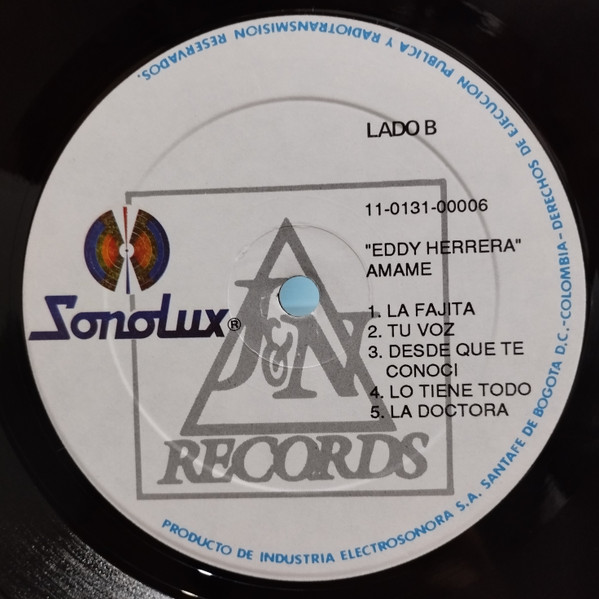 LADO B
11-0131-00006
"EDDY HERRERA"
AMAME
1. LA FAJITA
2. TU VOZ
3. DESDE QUE TE
CONOCI
4. LO TIENE TODO
5. LA DOCTORA
SonoLux®
J&N
RECORDS
PRODUCTO DE INDUSTRIA ELECTROSONORA S.A. SANTAFE DE BOGOTA D.C.-COLOMBIA- DERECHOS DE EJECUCION PUBLICA Y RADIOTRANSMISION RESERVADOS.